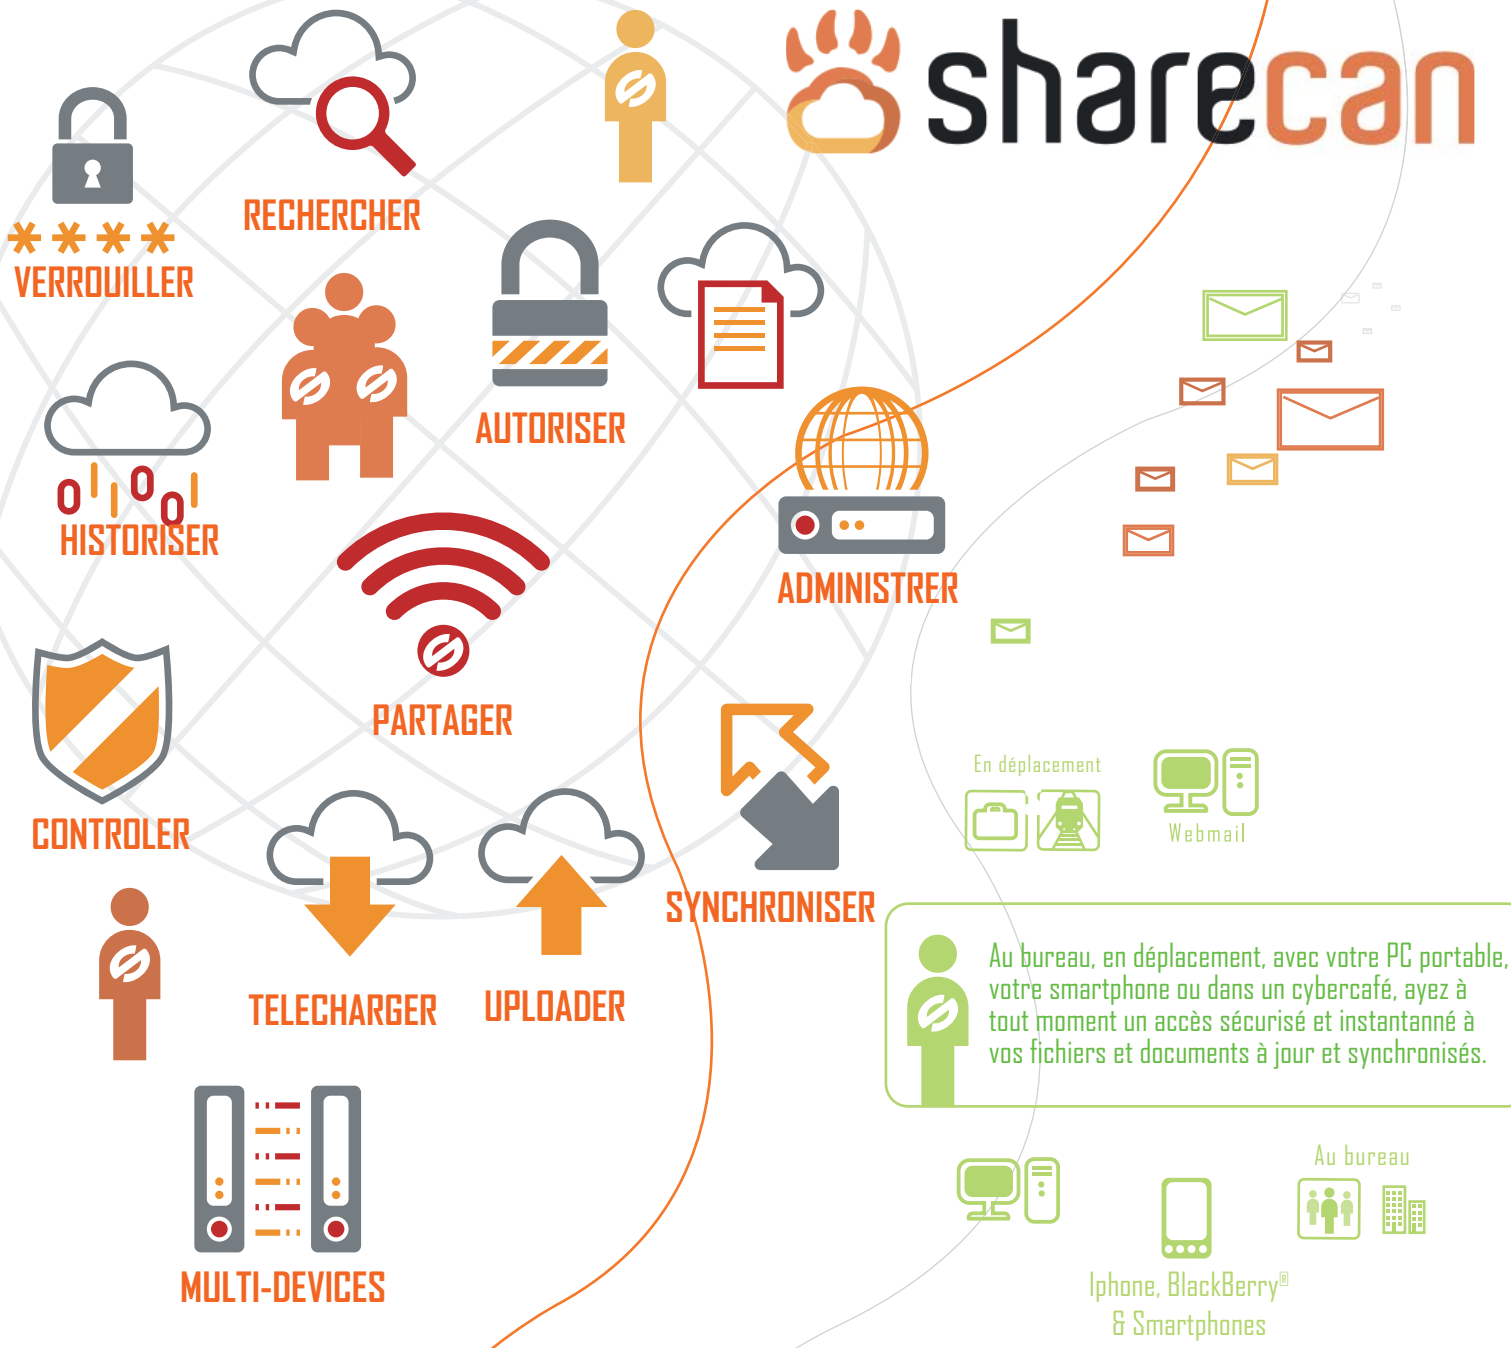 sharecan
RECHERCHER
VERROUILLER
AUTORISER
HISTORISER
ADMINISTRER
PARTAGER
CONTROLER
SYNCHRONISER
TELECHARGER
UPLOADER
MULTI-DEVICES
En déplacement
Webmail
Au bureau, en déplacement, avec votre PC portable,
votre smartphone ou dans un cybercafé, ayez à
tout moment un accès sécurisé et instantanné à
vos fichiers et documents à jour et synchronisés.
Au bureau
Iphone, BlackBerry®
& Smartphones